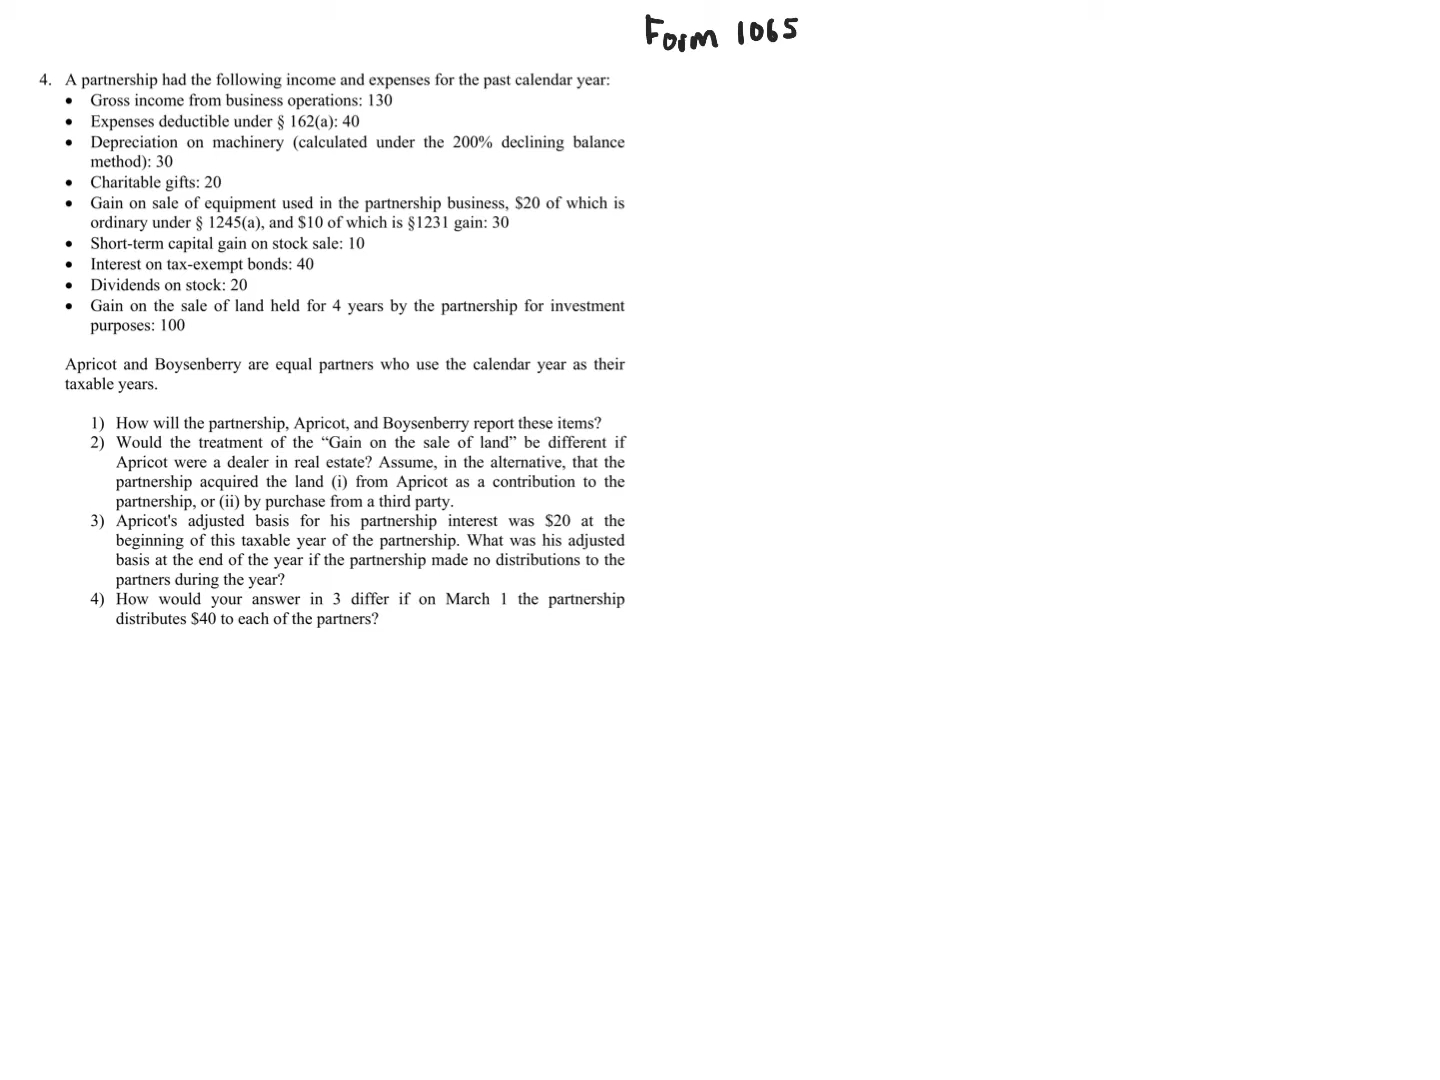 Form 1065
4. A partnership had the following income and expenses for the past calendar year:
• Gross income from business operations: 130
• Expenses deductible under § 162(a): 40
• Depreciation on machinery (calculated under the 200% declining balance
method): 30
• Charitable gifts: 20
• Gain on sale of equipment used in the partnership business, $20 of which is
ordinary under § 1245(a), and $10 of which is §1231 gain: 30
• Short-term capital gain on stock sale: 10
• Interest on tax-exempt bonds: 40
• Dividends on stock: 20
• Gain on the sale of land held for 4 years by the partnership for investment
purposes: 100
Apricot and Boysenberry are equal partners who use the calendar year as their
taxable years.
1) How will the partnership, Apricot, and Boysenberry report these items?
2) Would the treatment of the “Gain on the sale of land” be different if
Apricot were a dealer in real estate? Assume, in the alternative, that the
partnership acquired the land (i) from Apricot as a contribution to the
partnership, or (ii) by purchase from a third party.
3) Apricot's adjusted basis for his partnership interest was $20 at the
beginning of this taxable year of the partnership. What was his adjusted
basis at the end of the year if the partnership made no distributions to the
partners during the year?
4) How would your answer in 3 differ if on March 1 the partnership
distributes $40 to each of the partners?